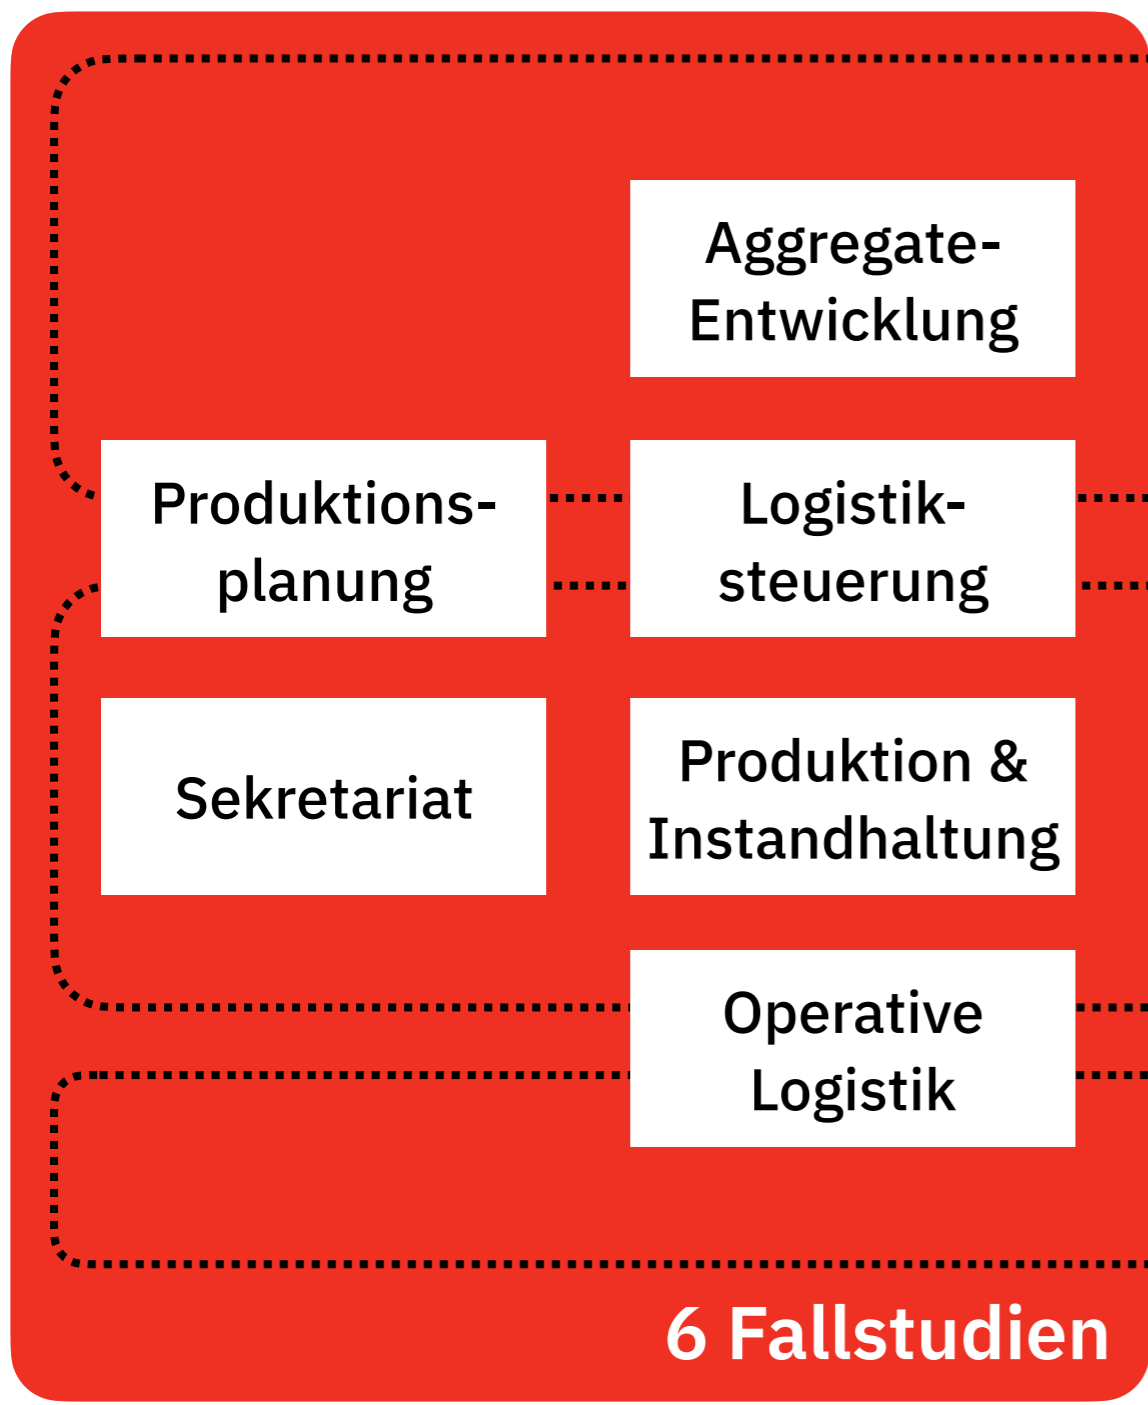 Aggregate-
Entwicklung
Produktions-
planung
Logistik-
steuerung
Sekretariat
Produktion &
Instandhaltung
Operative
Logistik
6 Fallstudien